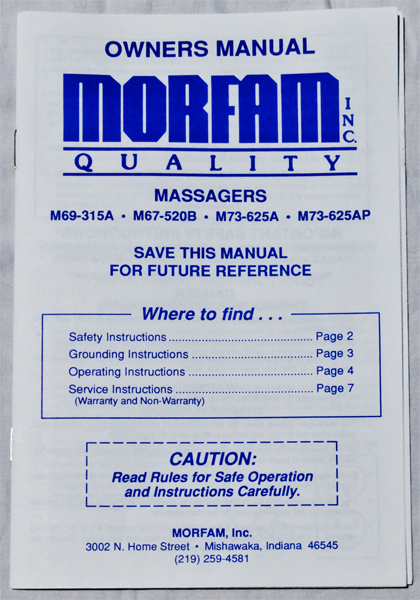 OWNERS MANUAL
MORFAM INC.
QUALITY
MASSAGERS
M69-315A • M67-520B • M73-625A • M73-625AP
SAVE THIS MANUAL
FOR FUTURE REFERENCE
Where to find . . .
Safety Instructions ............................................ Page 2
Grounding Instructions ..................................... Page 3
Operating Instructions ...................................... Page 4
Service Instructions .......................................... Page 7
(Warranty and Non-Warranty)
CAUTION:
Read Rules for Safe Operation
and Instructions Carefully.
MORFAM, Inc.
3002 N. Home Street • Mishawaka, Indiana 46545
(219) 259-4581